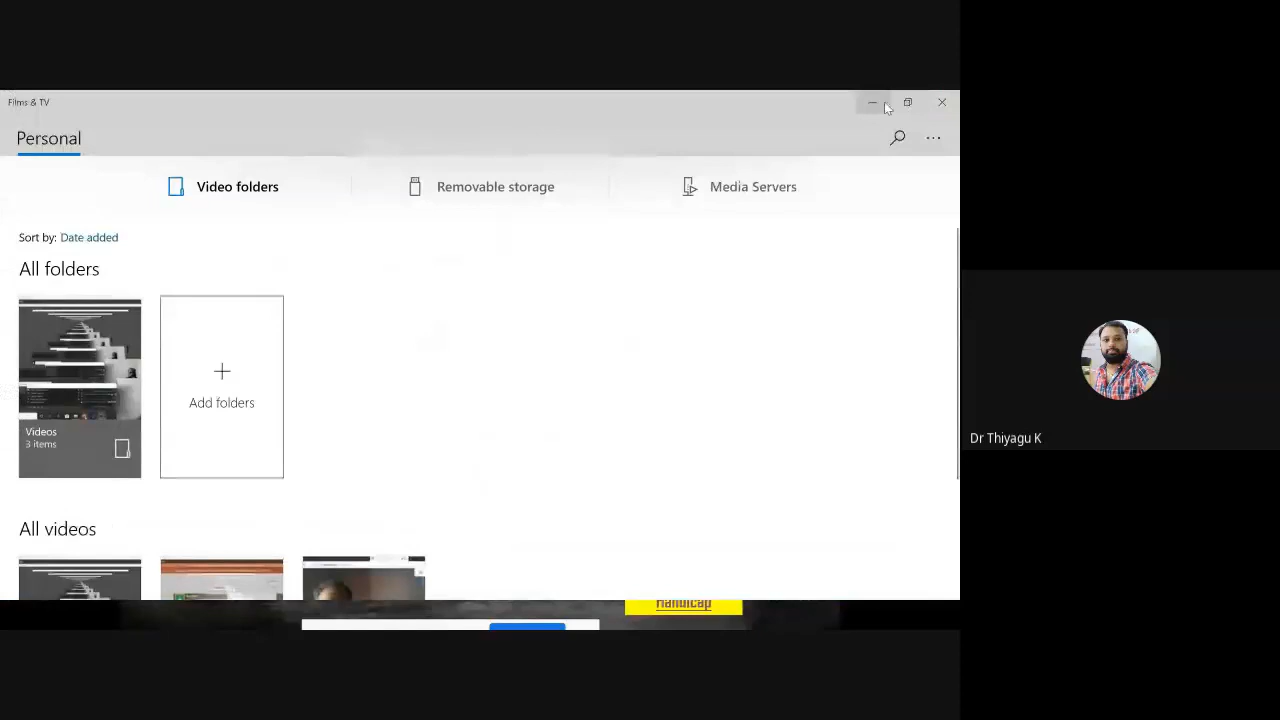 Films & TV
Personal
Video folders
Removable storage
Media Servers
Sort by: Date added
All folders
Videos
3 items
Add folders
All videos
Handicap
Dr Thiyagu K